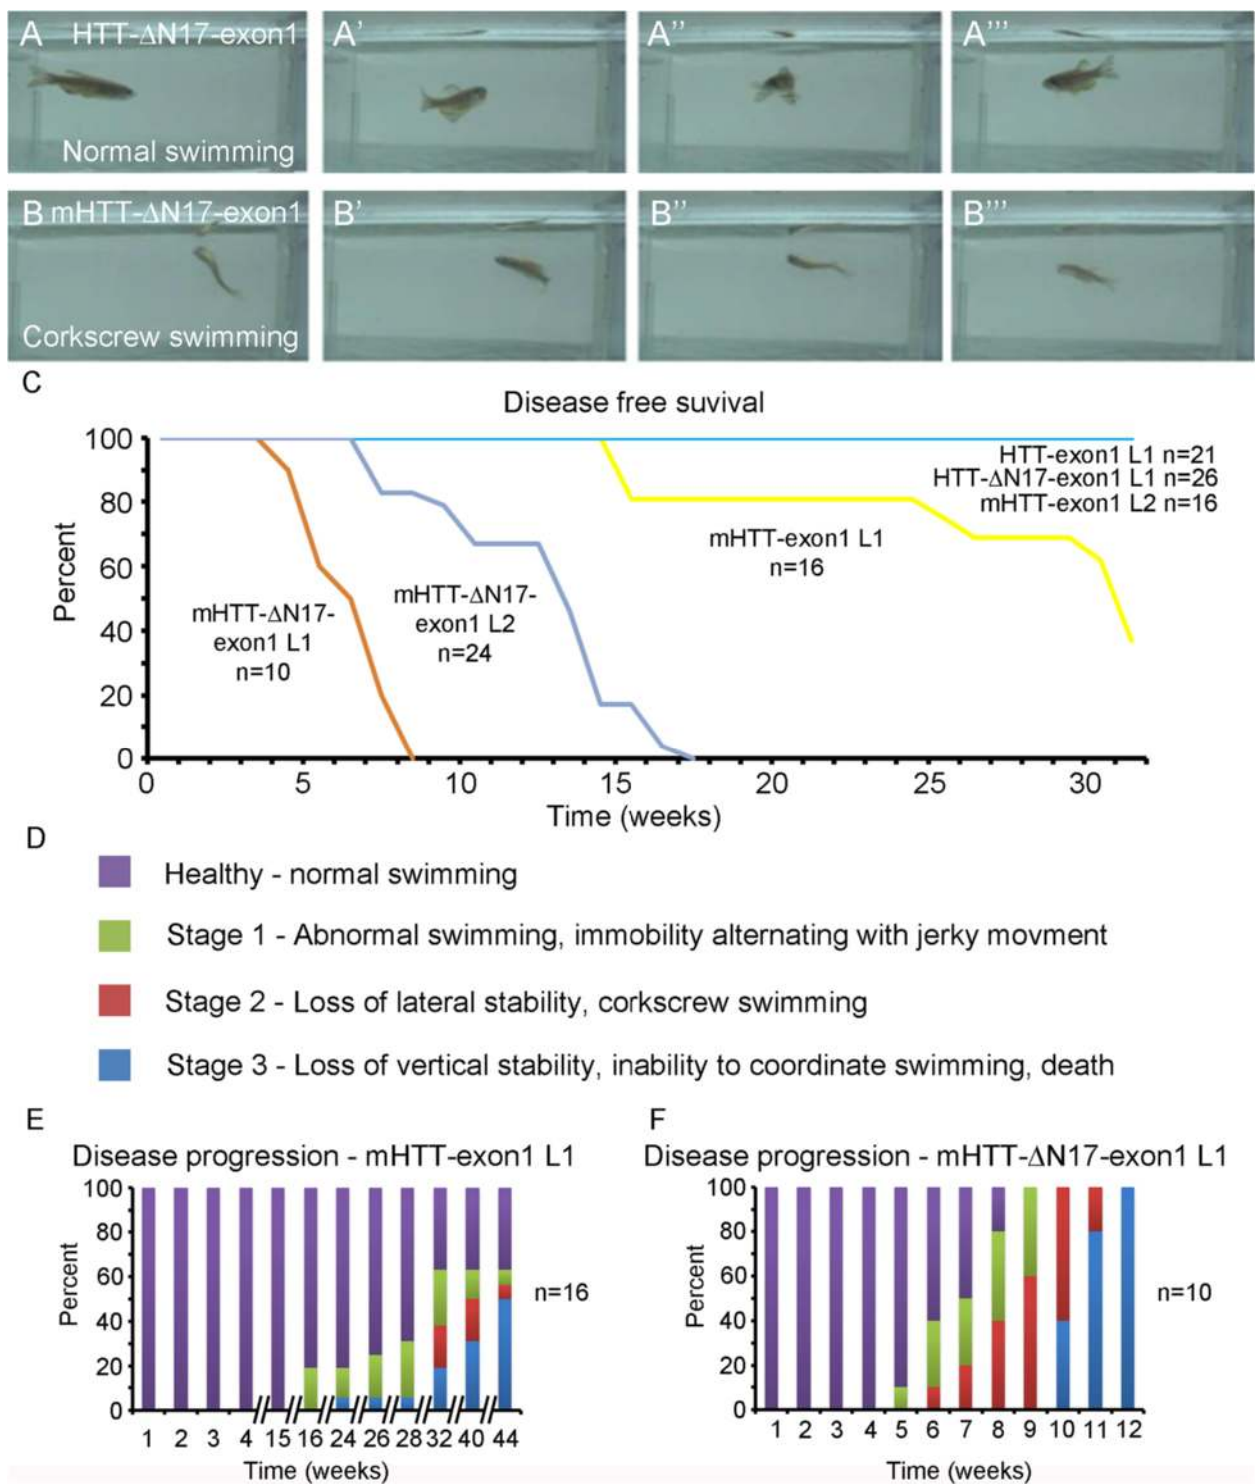 A HTT-ΔN17-exon1
Normal swimming
A'
A''
A'''
B mHTT-ΔN17-exon1
Corkscrew swimming
B'
B''
B'''
C
Disease free suvival
Percent
100
80
60
40
20
0
mHTT-ΔN17-
exon1 L1
n=10
mHTT-ΔN17-
exon1 L2
n=24
mHTT-exon1 L1
n=16
HTT-exon1 L1 n=21
HTT-ΔN17-exon1 L1 n=26
mHTT-exon1 L2 n=16
0 5 10 15 20 25 30
Time (weeks)
D
Healthy - normal swimming
Stage 1 - Abnormal swimming, immobility alternating with jerky movment
Stage 2 - Loss of lateral stability, corkscrew swimming
Stage 3 - Loss of vertical stability, inability to coordinate swimming, death
E
Disease progression - mHTT-exon1 L1
Percent
100
80
60
40
20
0
n=16
1 2 3 4 15 16 24 26 28 32 40 44
Time (weeks)
F
Disease progression - mHTT-ΔN17-exon1 L1
Percent
100
80
60
40
20
0
n=10
1 2 3 4 5 6 7 8 9 10 11 12
Time (weeks)